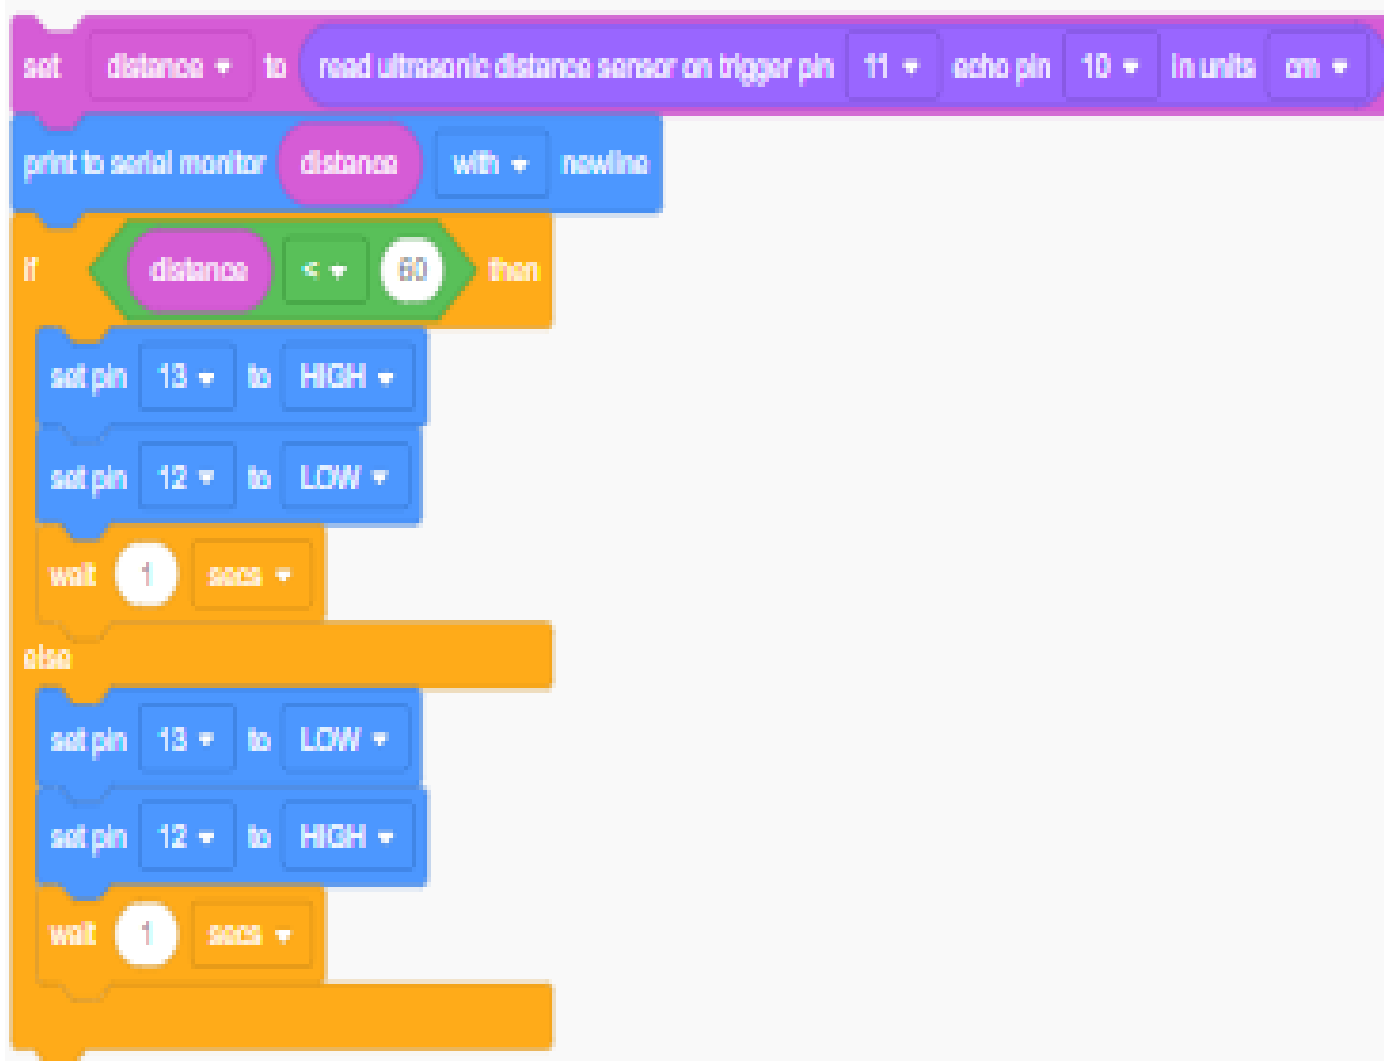 set distance to read ultrasonic distance sensor on trigger pin 11 echo pin 10 in units cm
print to serial monitor distance with newline
if distance < 60 then
set pin 13 to HIGH
set pin 12 to LOW
wait 1 secs
else
set pin 13 to LOW
set pin 12 to HIGH
wait 1 secs